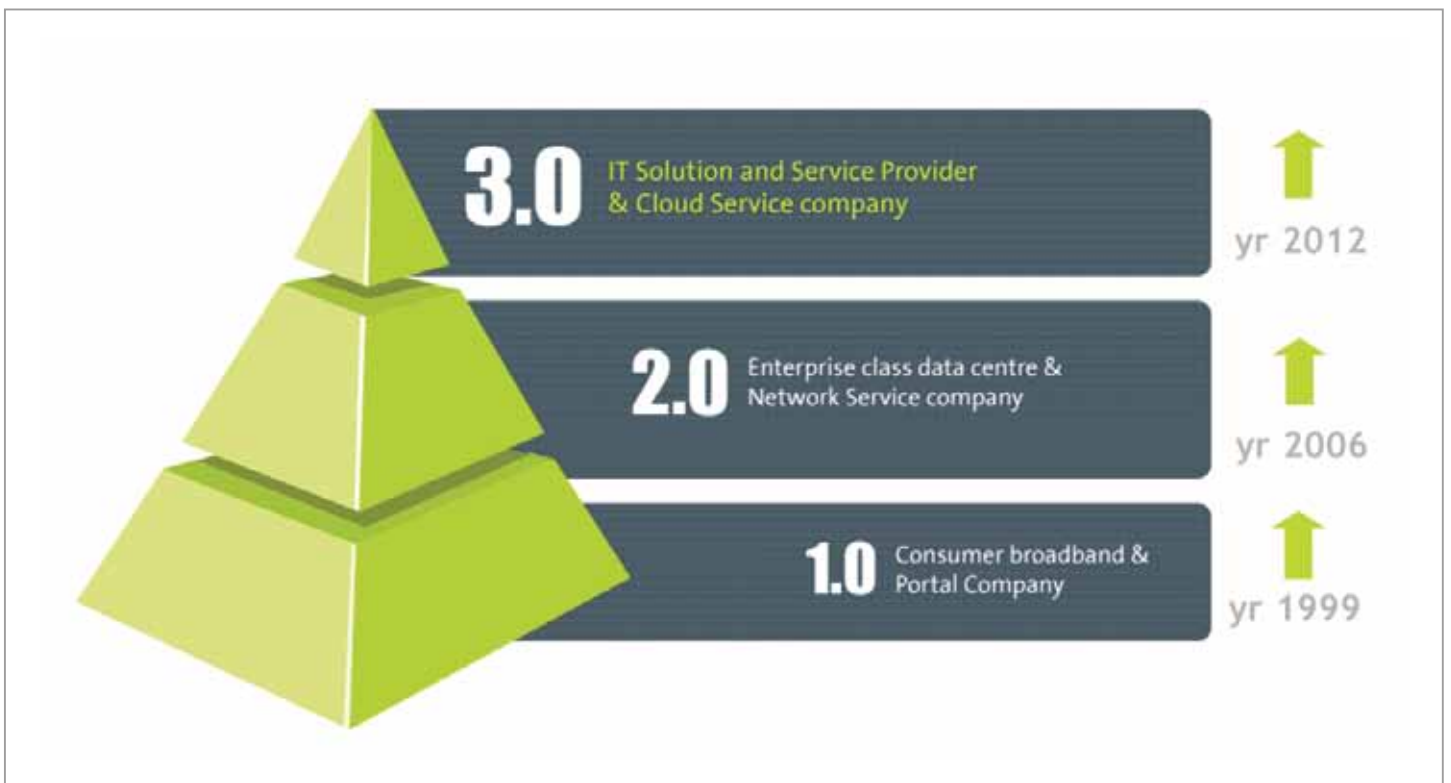 3.0
IT Solution and Service Provider
& Cloud Service company
yr 2012
2.0
Enterprise class data centre &
Network Service company
yr 2006
1.0
Consumer broadband &
Portal Company
yr 1999